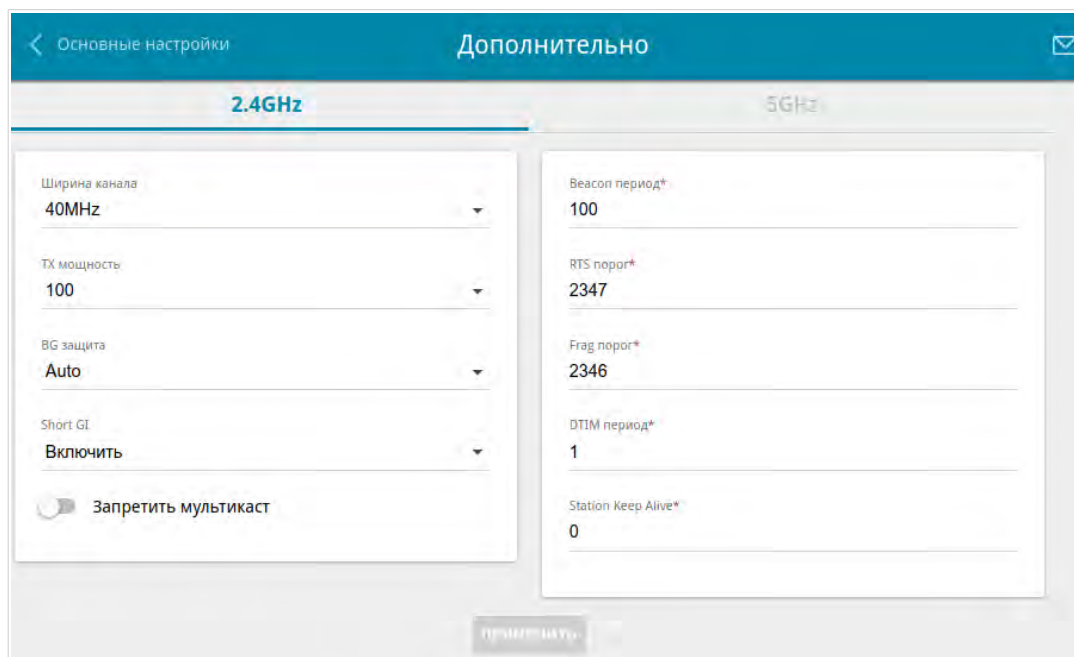 Основные настройки
Дополнительно
2.4GHz
5GHz
Ширина канала
40MHz
TX мощность
100
BG защита
Auto
Short GI
Включить
Запретить мультикаст
Beacon период*
100
RTS порог*
2347
Frag порог*
2346
DTIM период*
1
Station Keep Alive*
0
ПРИМЕНИТЬ